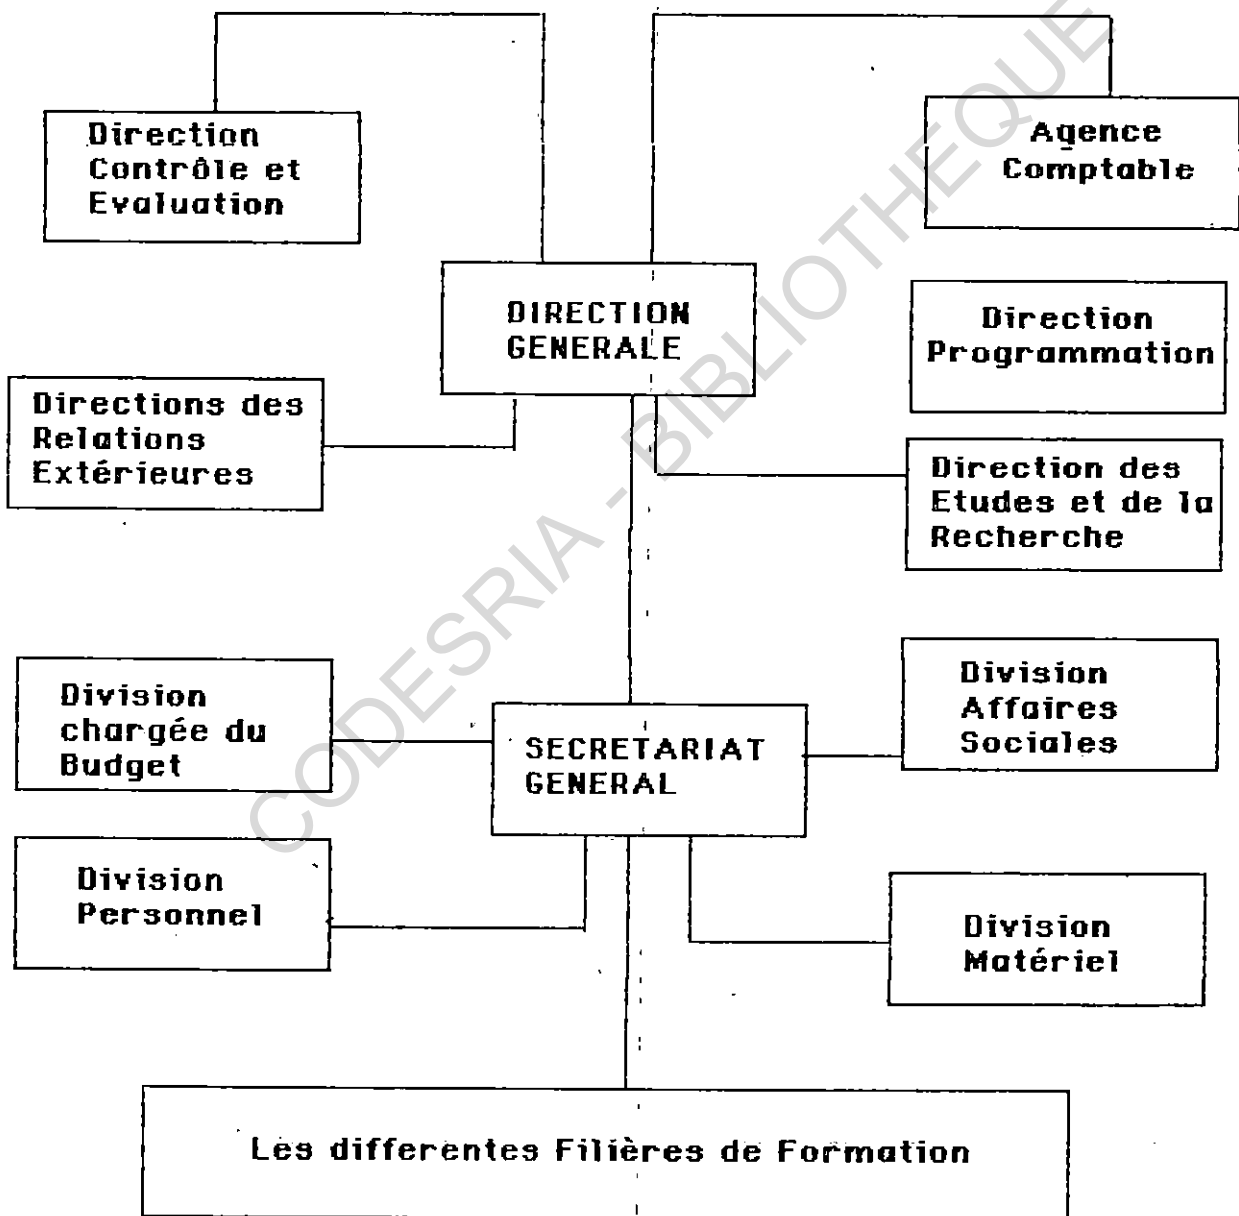 Direction
Contrôle et
Evaluation
Agence
Comptable
DIRECTION
GENERALE
Direction
Programmation
Directions des
Relations
Extérieures
Direction des
Etudes et de la
Recherche
Division
chargée du
Budget
SECRETARIAT
GENERAL
Division
Affaires
Sociales
Division
Personnel
Division
Matériel
Les differentes Filières de Formation
CODESRIA - BIBLIOTHEQUE